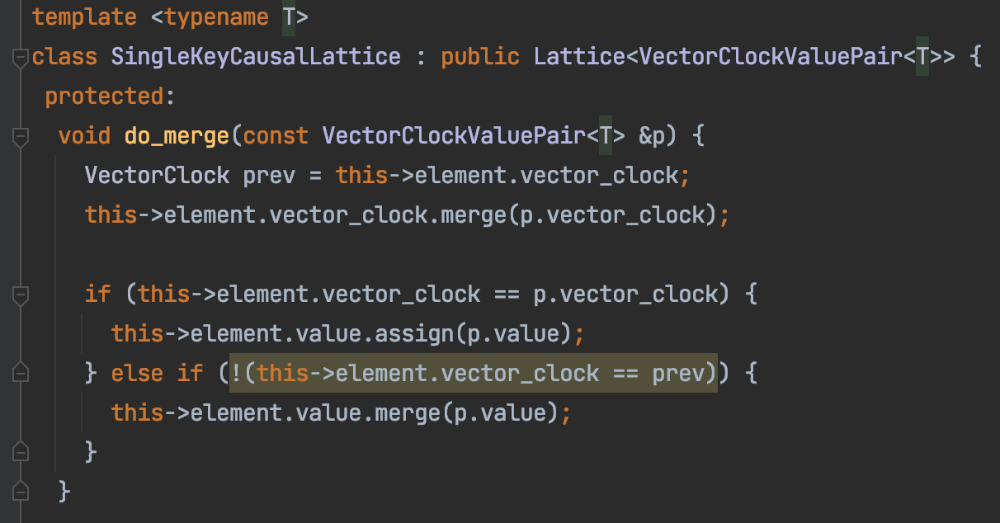 template <typename T>
class SingleKeyCausalLattice : public Lattice<VectorClockValuePair<T>> {
 protected:
  void do_merge(const VectorClockValuePair<T> &p) {
    VectorClock prev = this->element.vector_clock;
    this->element.vector_clock.merge(p.vector_clock);

    if (this->element.vector_clock == p.vector_clock) {
      this->element.value.assign(p.value);
    } else if (!(this->element.vector_clock == prev)) {
      this->element.value.merge(p.value);
    }
  }